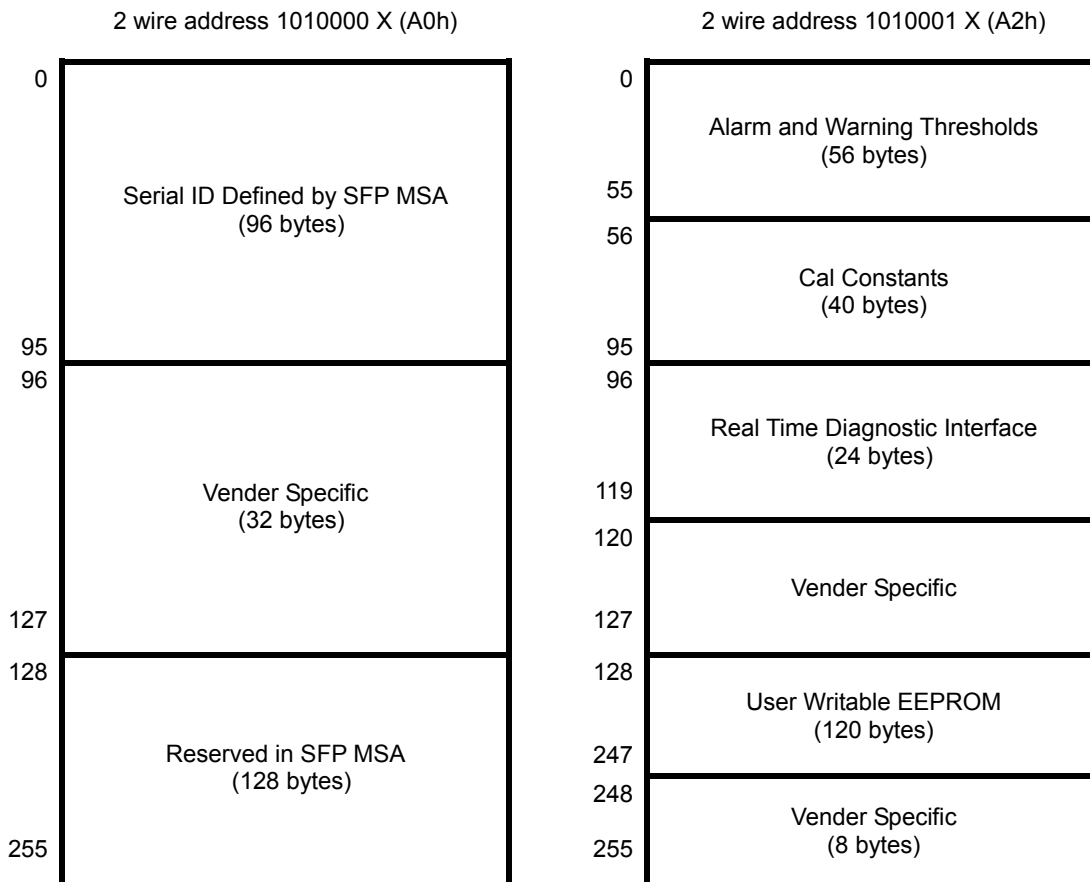 2 wire address 1010000 X (A0h)
0
Serial ID Defined by SFP MSA
(96 bytes)
95
96
Vender Specific
(32 bytes)
127
128
Reserved in SFP MSA
(128 bytes)
255
2 wire address 1010001 X (A2h)
0
Alarm and Warning Thresholds
(56 bytes)
55
56
Cal Constants
(40 bytes)
95
96
Real Time Diagnostic Interface
(24 bytes)
119
120
Vender Specific
127
128
User Writable EEPROM
(120 bytes)
247
248
Vender Specific
(8 bytes)
255